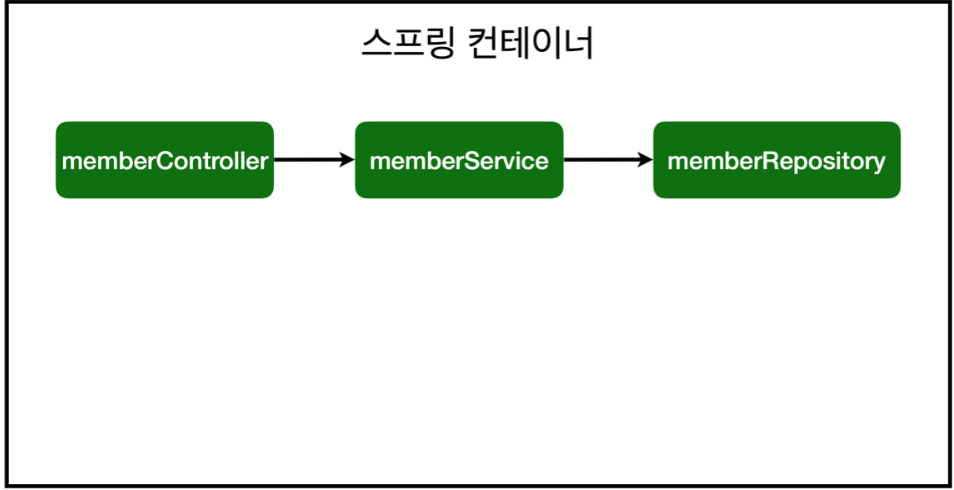 스프링 컨테이너
memberController
memberService
memberRepository